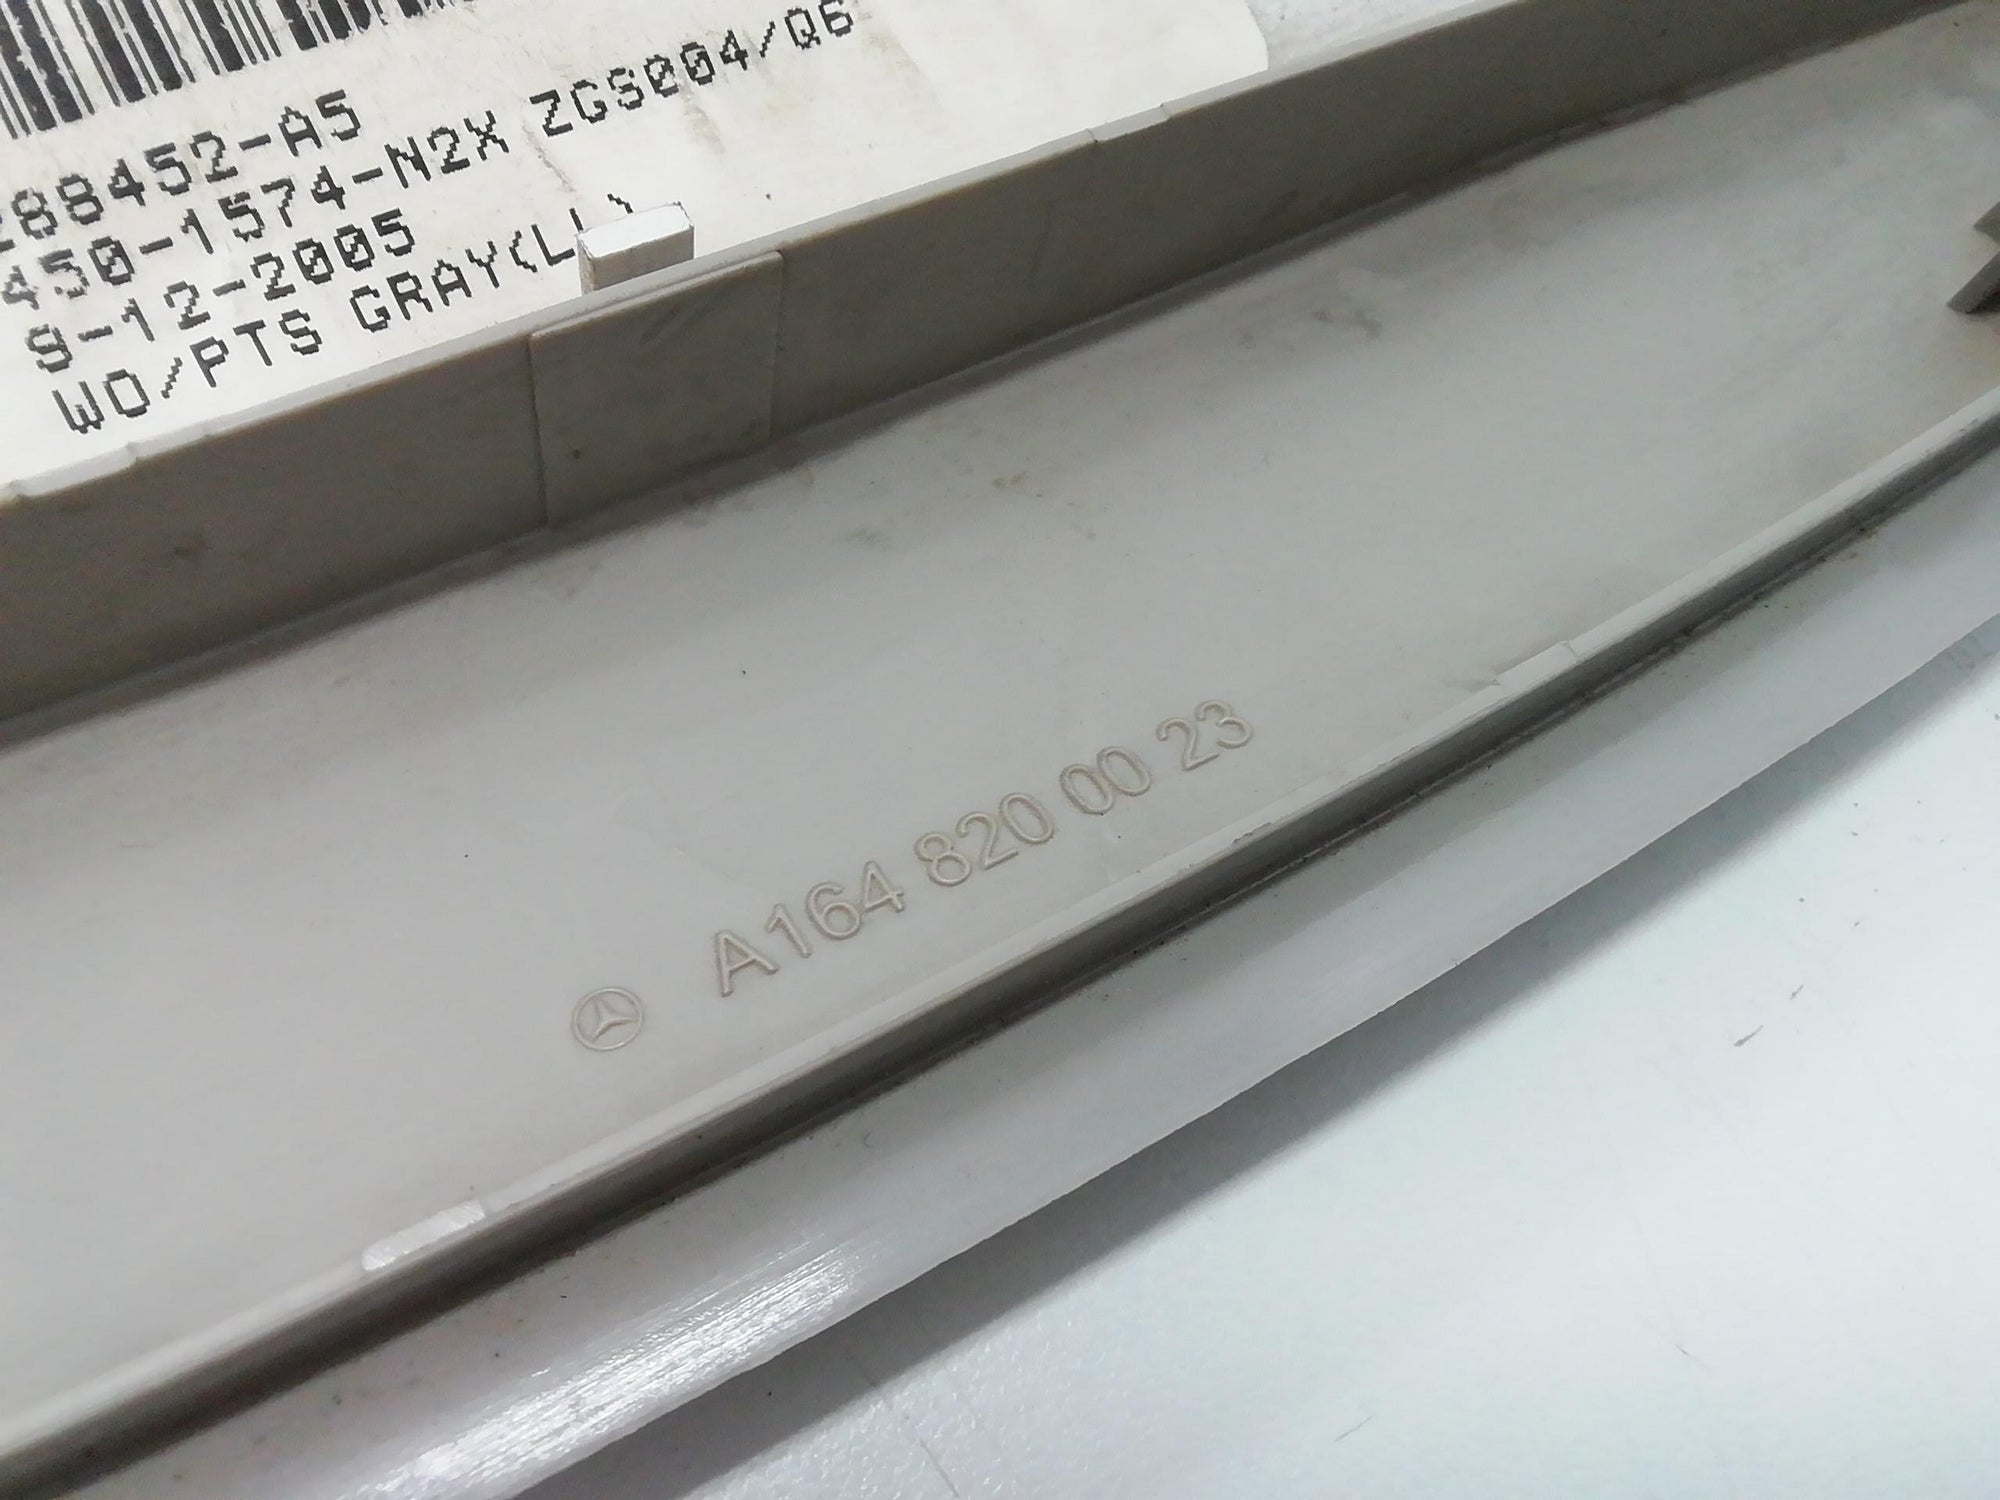 288452-A5
450-1574-N2X ZGS004/Q6
9-12-2005
WO/PTS GRAY(L)
A164 820 00 23